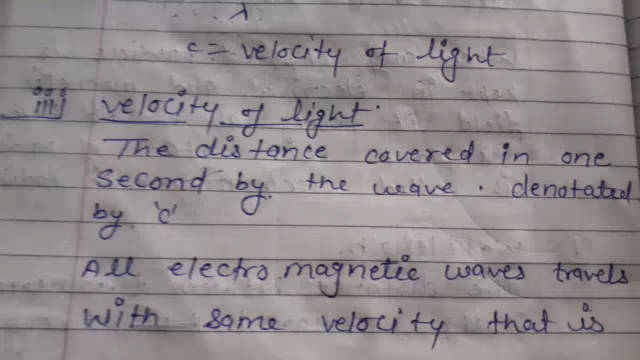 λ
c = velocity of light
iii) velocity of light.
The distance covered in one
second by the wave. denotated
by 'c'
All electro magnetic waves travels
with same velocity that is